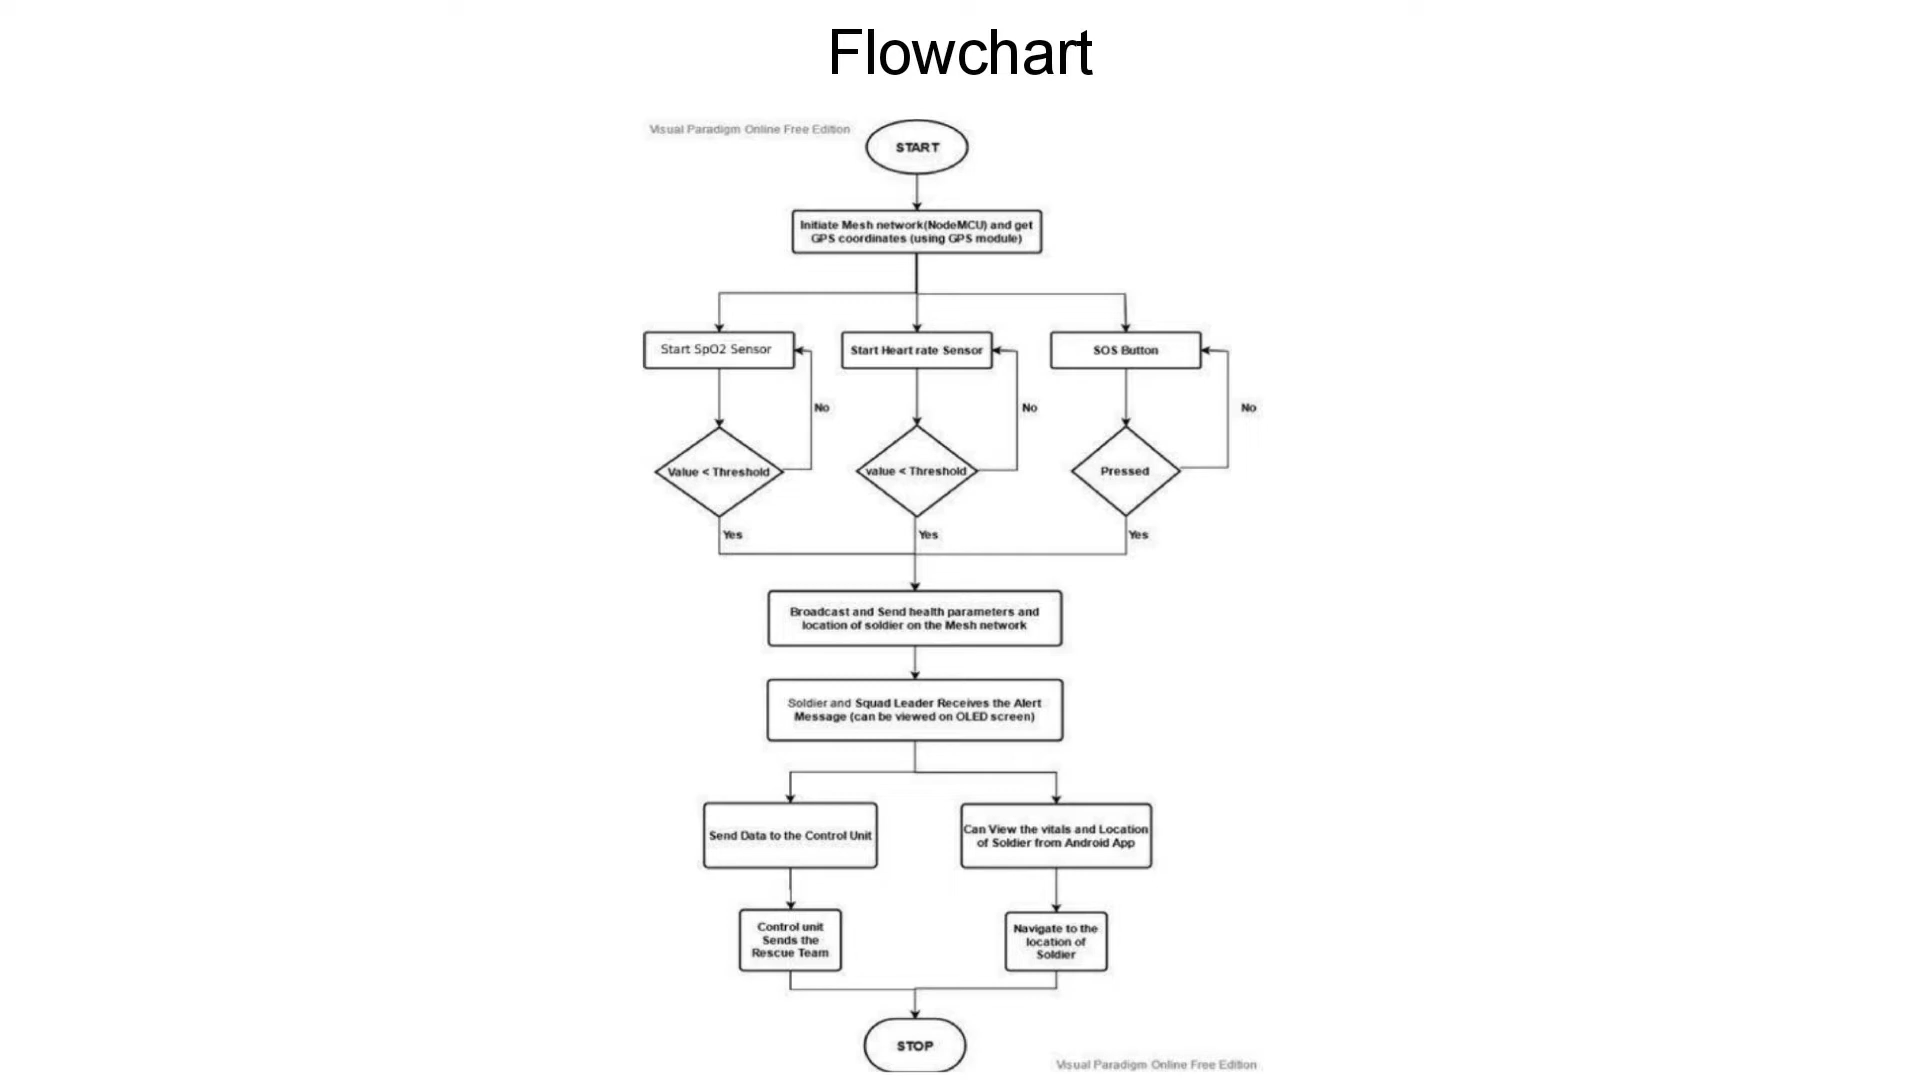 Flowchart
Visual Paradigm Online Free Edition
START
Initiate Mesh network(NodeMCU) and get
GPS coordinates (using GPS module)
Start SpO2 Sensor
Start Heart rate Sensor
SOS Button
No
No
No
Value < Threshold
value < Threshold
Pressed
Yes
Yes
Yes
Broadcast and Send health parameters and
location of soldier on the Mesh network
Soldier and Squad Leader Receives the Alert
Message (can be viewed on OLED screen)
Send Data to the Control Unit
Can View the vitals and Location
of Soldier from Android App
Control unit
Sends the
Rescue Team
Navigate to the
location of
Soldier
STOP
Visual Paradigm Online Free Edition